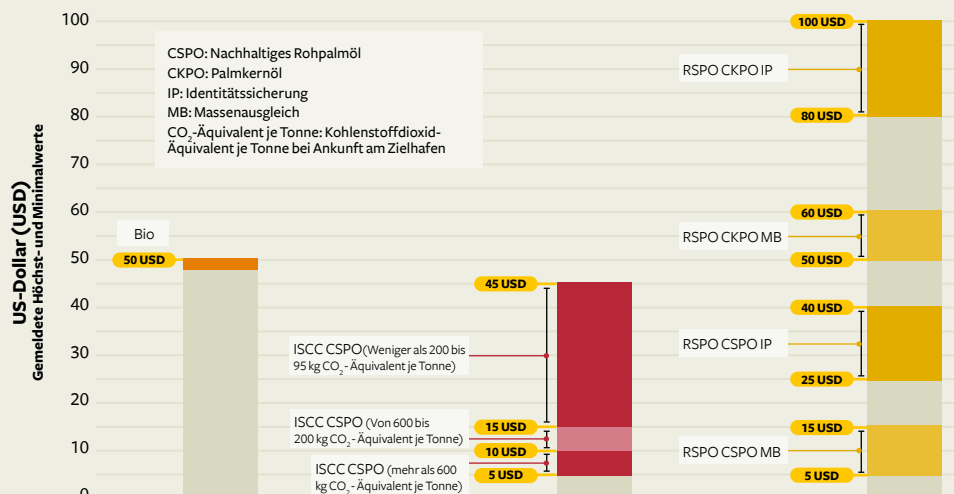 100
90
80
70
60
50
40
30
20
10
0
US-Dollar (USD)
Gemeldete Höchst- und Minimalwerte
CSPO: Nachhaltiges Rohpalmöl
CKPO: Palmkernöl
IP: Identitätssicherung
MB: Massenausgleich
CO₂-Äquivalent je Tonne: Kohlenstoffdioxid-
Äquivalent je Tonne bei Ankunft am Zielhafen
Bio
50 USD
45 USD
ISCC CSPO (Weniger als 200 bis
95 kg CO₂- Äquivalent je Tonne)
15 USD
ISCC CSPO (Von 600 bis
200 kg CO₂- Äquivalent je Tonne)
10 USD
ISCC CSPO (mehr als 600
kg CO₂- Äquivalent je Tonne)
5 USD
100 USD
RSPO CKPO IP
80 USD
60 USD
RSPO CKPO MB
50 USD
40 USD
RSPO CSPO IP
25 USD
15 USD
RSPO CSPO MB
5 USD